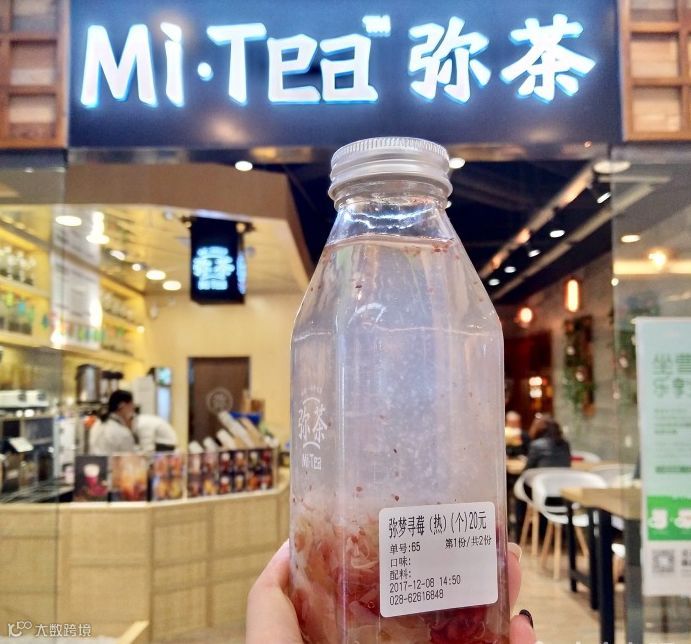 Mi·Tea™ 弥茶
弥茶
弥茶
Mi Tea
弥梦寻莓（热）(个)20元
单号:65 第1份/共2份
口味:
配料:
2017-12-08 14:50
028-62616848
大数跨境